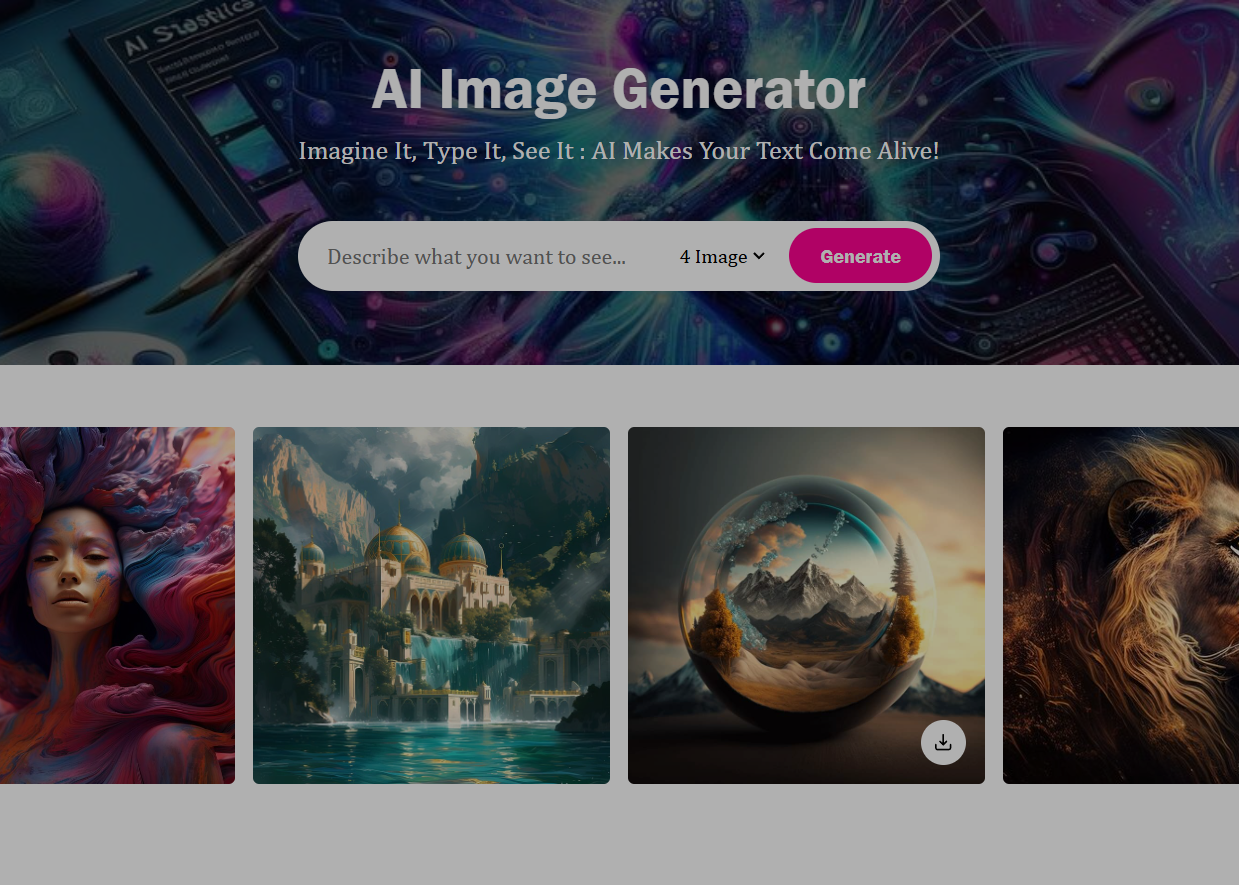 AI
AI Image Generator
Imagine It, Type It, See It : AI Makes Your Text Come Alive!
Describe what you want to see...
4 Image
Generate